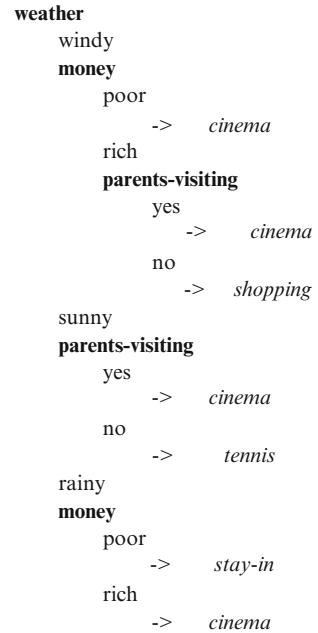 weather
windy
money
poor
-> cinema
rich
parents-visiting
yes
-> cinema
no
-> shopping
sunny
parents-visiting
yes
-> cinema
no
-> tennis
rainy
money
poor
-> stay-in
rich
-> cinema